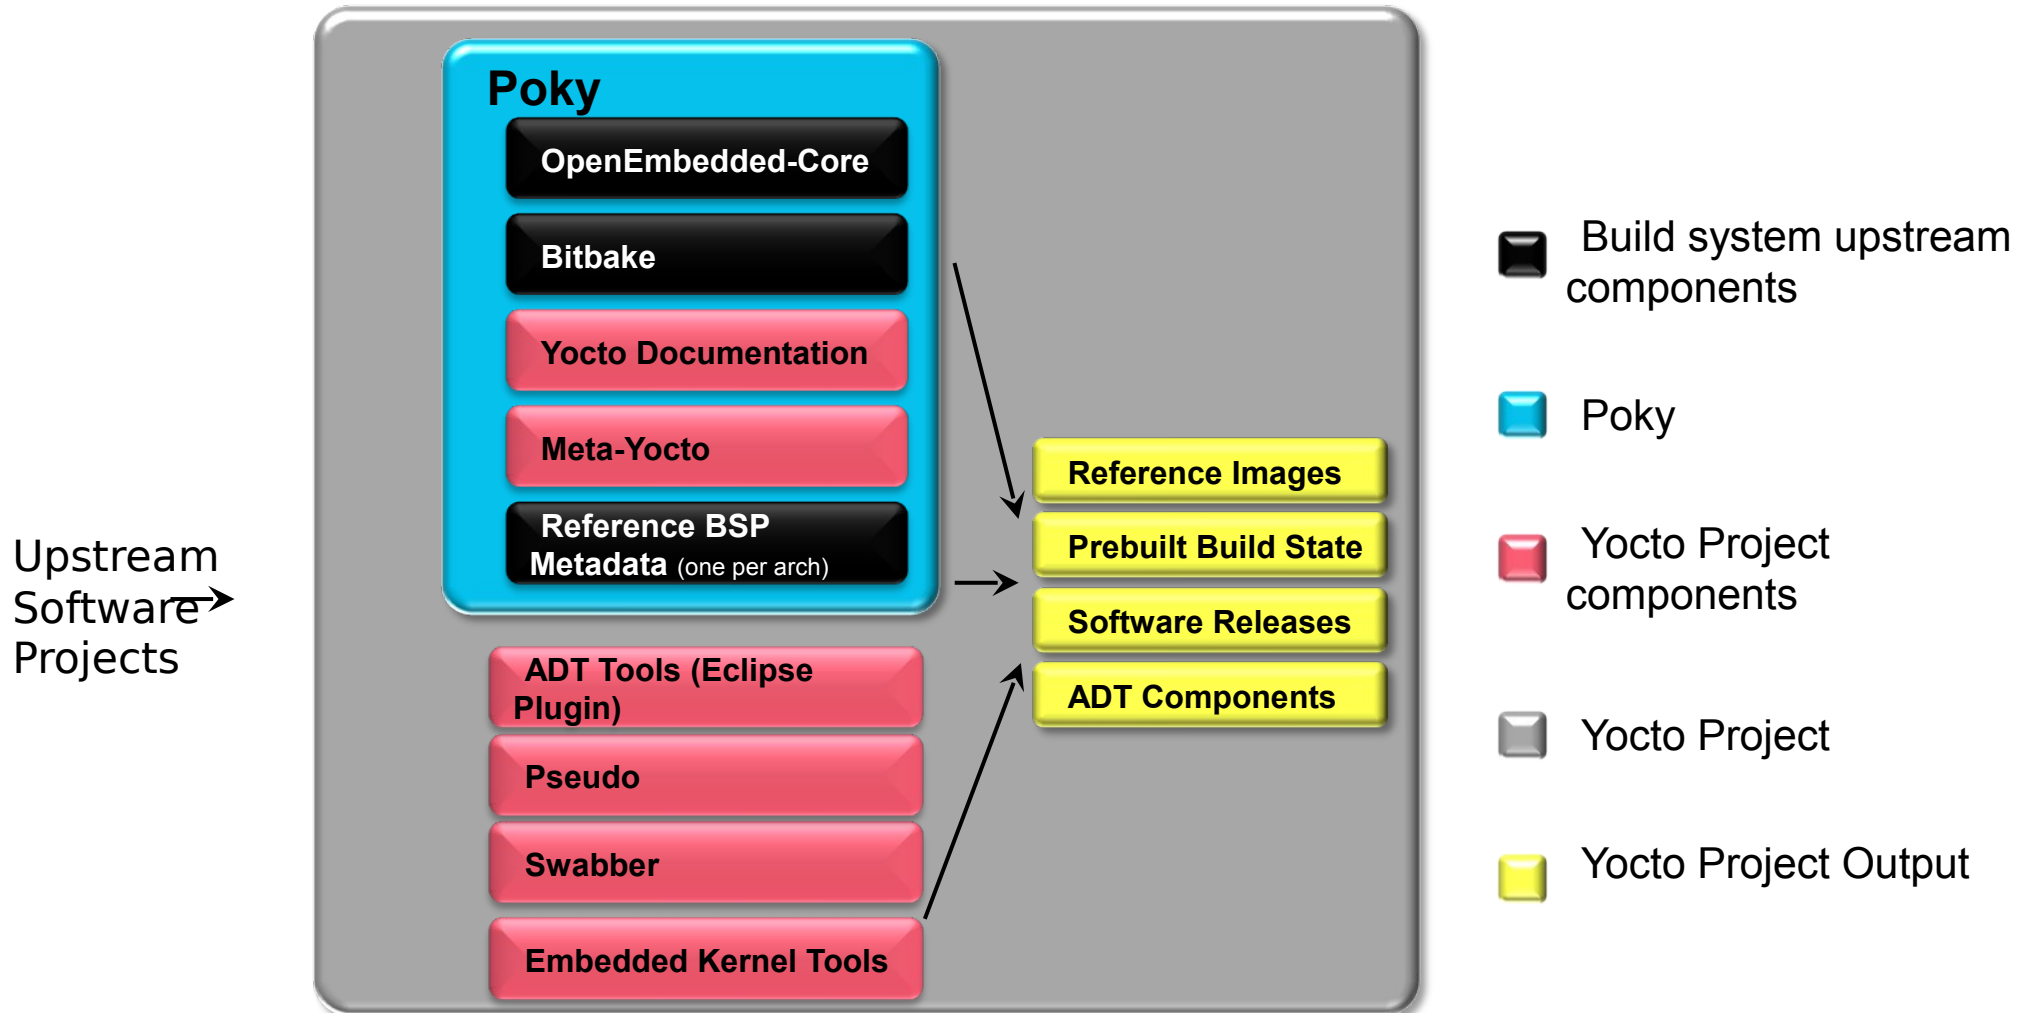 Poky
OpenEmbedded-Core
Bitbake
Yocto Documentation
Meta-Yocto
Reference BSP
Metadata (one per arch)
Upstream
Software
Projects
ADT Tools (Eclipse
Plugin)
Pseudo
Swabber
Embedded Kernel Tools
Reference Images
Prebuilt Build State
Software Releases
ADT Components
Build system upstream
components
Poky
Yocto Project
components
Yocto Project
Yocto Project Output